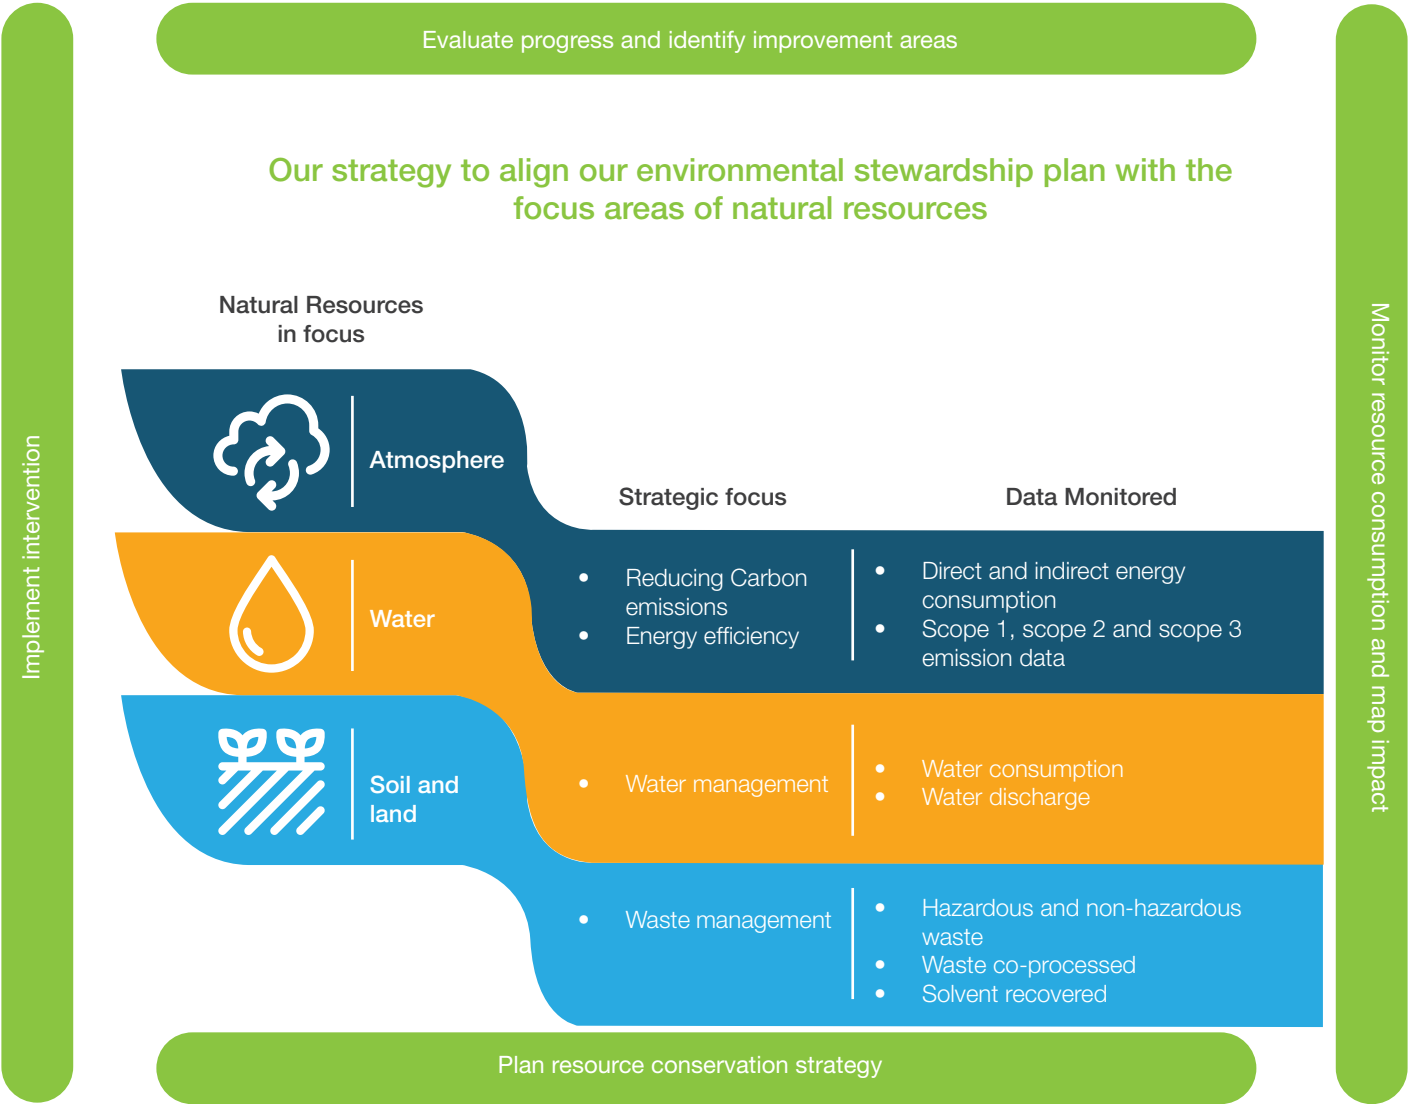 Evaluate progress and identify improvement areas
Our strategy to align our environmental stewardship plan with the
focus areas of natural resources
Natural Resources
in focus
Atmosphere
Water
Soil and
land
Strategic focus
Data Monitored
• Reducing Carbon
emissions
• Energy efficiency
• Direct and indirect energy
consumption
• Scope 1, scope 2 and scope 3
emission data
• Water management
• Water consumption
• Water discharge
• Waste management
• Hazardous and non-hazardous
waste
• Waste co-processed
• Solvent recovered
Implement intervention
Monitor resource consumption and map impact
Plan resource conservation strategy